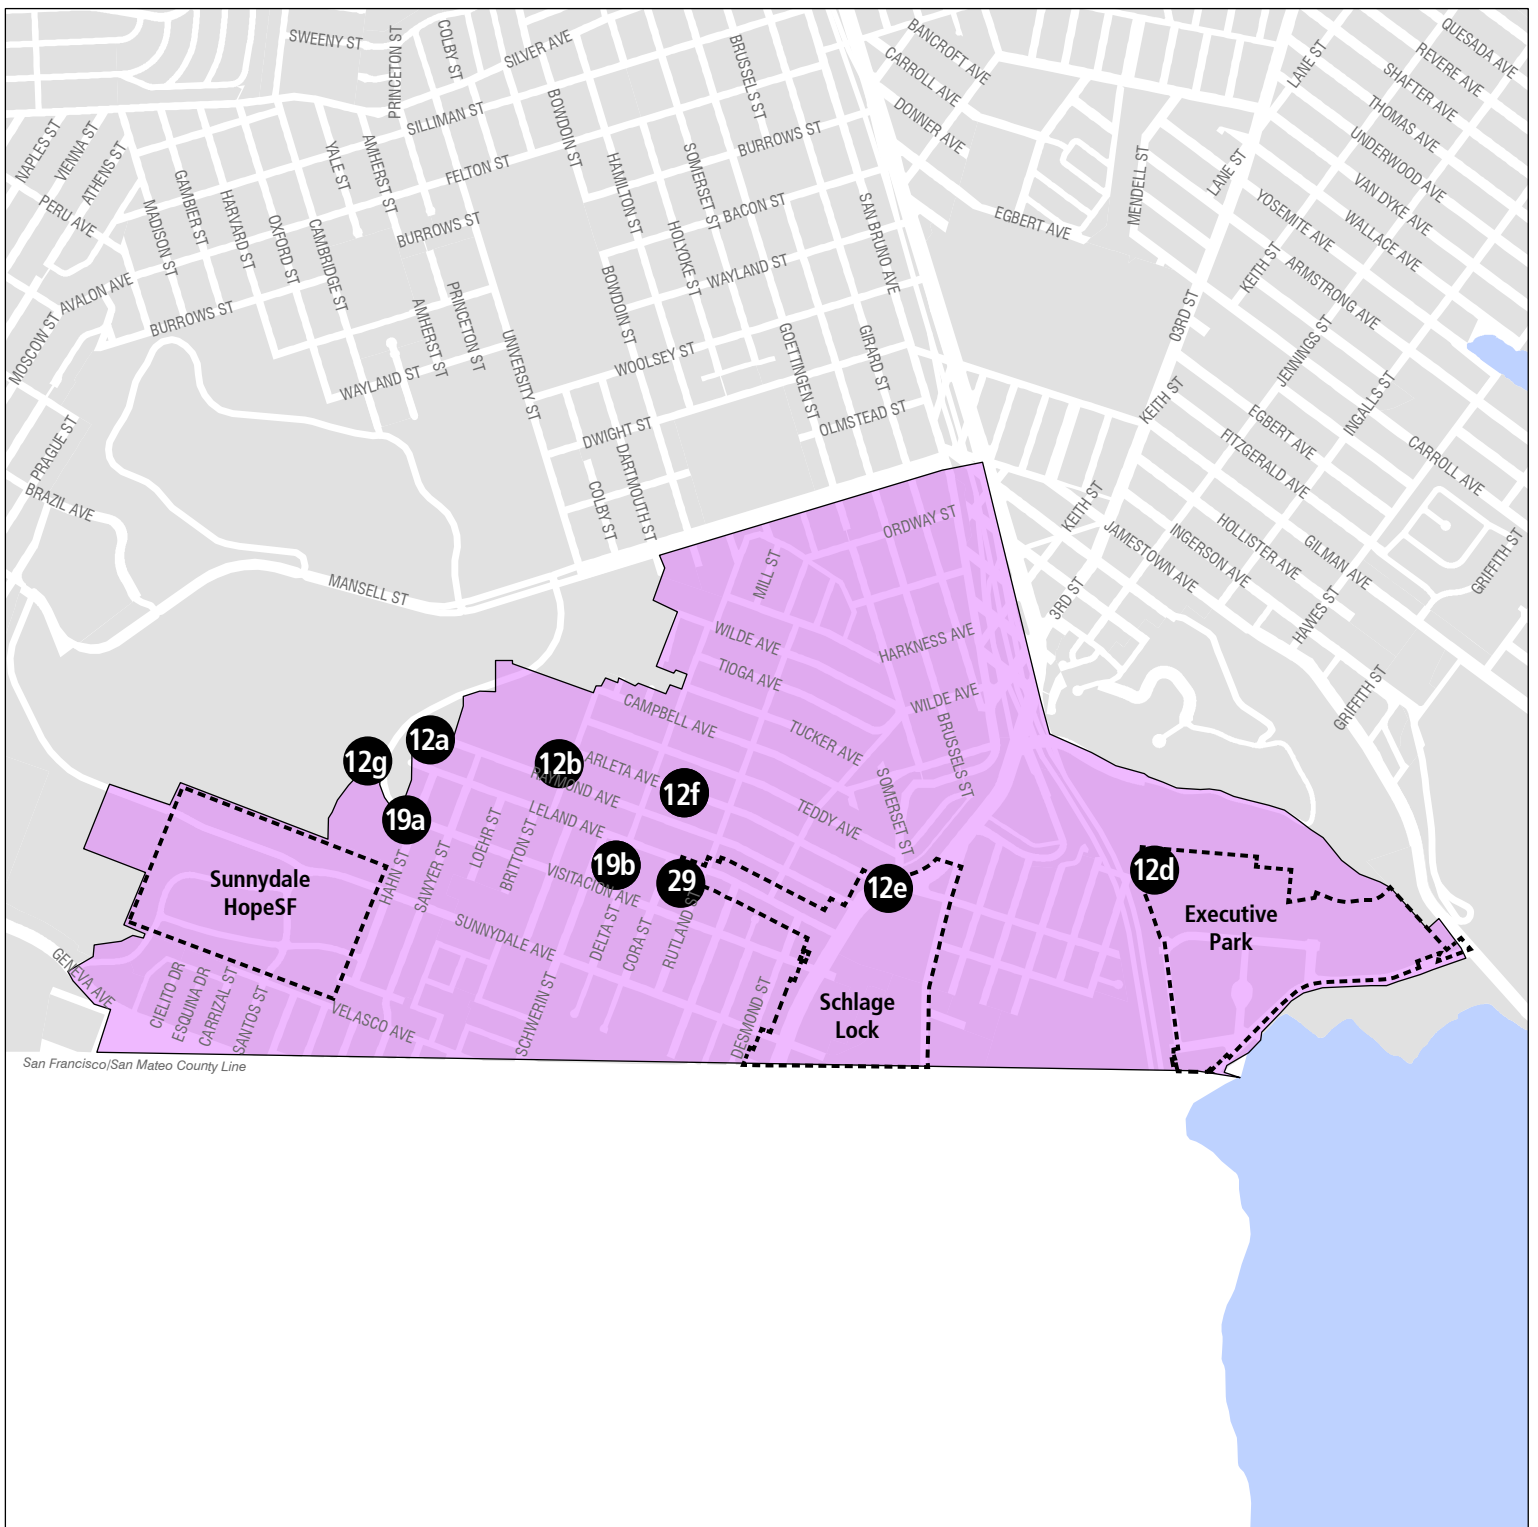 SWEENY ST
PRINCETON ST
COLBY ST
SILVER AVE
BRUSSELS ST
BANCROFT AVE
CARROLL AVE
DONNER AVE
LANE ST
QUESADA AVE
REVERE AVE
SHAFTER AVE
THOMAS AVE
UNDERWOOD AVE
VAN DYKE AVE
WALLACE AVE
YOSEMITE AVE
ARMSTRONG AVE
NAPLES ST
VIENNA ST
ATHENS ST
PERU AVE
SILLIMAN ST
BOWDOIN ST
BURROWS ST
YALE ST
AMHERST ST
FELTON ST
HAMILTON ST
SOMERSET ST
MENDELL ST
LANE ST
GAMBIER ST
MADISON ST
HARVARD ST
OXFORD ST
CAMBRIDGE ST
BURROWS ST
HOLYOKE ST
BACON ST
SAN BRUNO AVE
EGBERT AVE
KEITH ST
AVALON AVE
WAYLAND ST
BOWDOIN ST
MOSCOW ST
BURROWS ST
AMHERST ST
PRINCETON ST
UNIVERSITY ST
WOOLSEY ST
GOETTINGEN ST
GIRARD ST
03RD ST
JENNINGS ST
INGALLS ST
WAYLAND ST
KEITH ST
OLMSTEAD ST
DWIGHT ST
DARTMOUTH ST
COLBY ST
EGBERT AVE
FITZGERALD AVE
CARROLL AVE
PRAGUE ST
BRAZIL AVE
KEITH ST
JAMESTOWN AVE
INGERSON AVE
HOLLISTER AVE
GILMAN AVE
GRIFFITH ST
ORDWAY ST
MANSELL ST
MILL ST
3RD ST
HAWES ST
WILDE AVE
HARKNESS AVE
TIOGA AVE
WILDE AVE
GRIFFITH ST
CAMPBELL AVE
TUCKER AVE
BRUSSELS ST
12a
12g
12b
ARLETA AVE
RAYMOND AVE
12f
SOMERSET ST
19a
LELAND AVE
TEDDY AVE
LOEHR ST
BRITTON ST
HAHN ST
SAWYER ST
19b
VISITACION AVE
29
12e
12d
Sunnydale
HopeSF
Executive
Park
SUNNYDALE AVE
DELTA ST
CORA ST
RUTLAND ST
GENEVA AVE
CIELITO DR
ESQUINA DR
CARRIZAL ST
SANTOS ST
VELASCO AVE
SCHWERIN ST
DESMOND ST
Schlage
Lock
San Francisco/San Mateo County Line